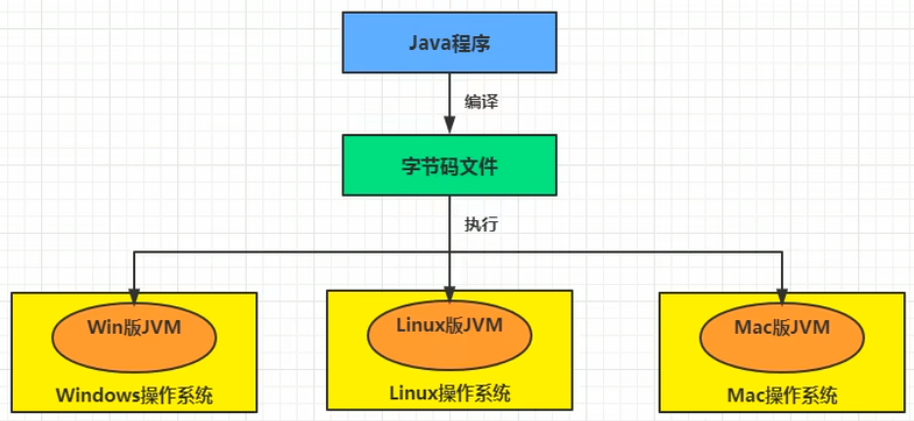 Java程序
编译
字节码文件
执行
Win版JVM
Linux版JVM
Mac版JVM
Windows操作系统
Linux操作系统
Mac操作系统